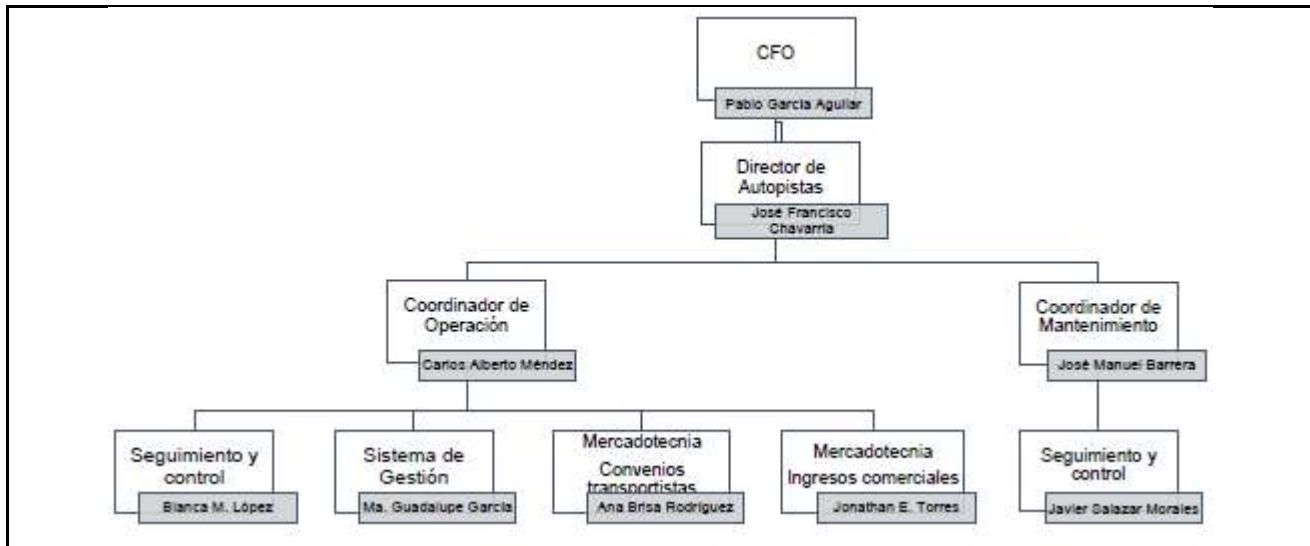 CFO
Pablo García Aguilar
Director de
Autopistas
José Francisco
Chavarría
Coordinador de
Operación
Carlos Alberto Méndez
Coordinador de
Mantenimiento
José Manuel Barrera
Seguimiento y
control
Blanca M. López
Sistema de
Gestión
Ma. Guadalupe García
Mercadotecnia
Convenios
transportistas
Ana Brisa Rodríguez
Mercadotecnia
Ingresos comerciales
Jonathan E. Torres
Seguimiento y
control
Javier Salazar Morales